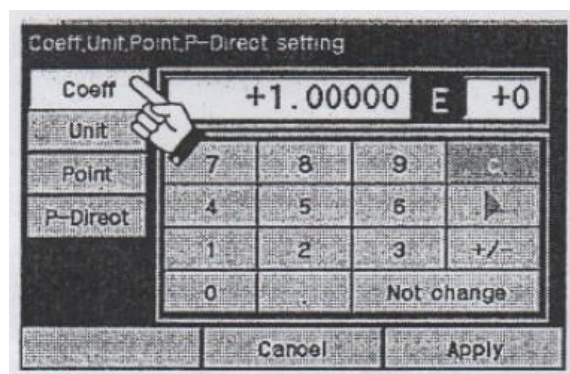 Coeff,Unit,Point,P-Direct setting
Coeff
+1.00000 E +0
Unit
Point
P-Direct
7 8 9 C
4 5 6
1 2 3 +/-
0 . Not change
Cancel Apply